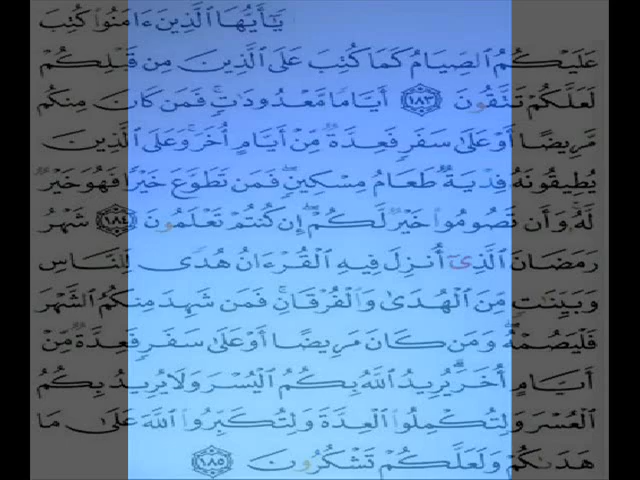 يَـٰٓأَيُّهَا ٱلَّذِينَ ءَامَنُوا۟ كُتِبَ
عَلَيْكُمُ ٱلصِّيَامُ كَمَا كُتِبَ عَلَى ٱلَّذِينَ مِن قَبْلِكُمْ
لَعَلَّكُمْ تَتَّقُونَ ١٨٣ أَيَّامًا مَّعْدُودَٰتٍ ۚ فَمَن كَانَ مِنكُم
مَّرِيضًا أَوْ عَلَىٰ سَفَرٍ فَعِدَّةٌ مِّنْ أَيَّامٍ أُخَرَ ۚ وَعَلَى ٱلَّذِينَ
يُطِيقُونَهُۥ فِدْيَةٌ طَعَامُ مِسْكِينٍ ۖ فَمَن تَطَوَّعَ خَيْرًا فَهُوَ خَيْرٌ
لَّهُۥ ۚ وَأَن تَصُومُوا۟ خَيْرٌ لَّكُمْ ۖ إِن كُنتُمْ تَعْلَمُونَ ١٨٤ شَهْرُ
رَمَضَانَ ٱلَّذِىٓ أُنزِلَ فِيهِ ٱلْقُرْءَانُ هُدًى لِّلنَّاسِ
وَبَيِّنَـٰتٍ مِّنَ ٱلْهُدَىٰ وَٱلْفُرْقَانِ ۚ فَمَن شَهِدَ مِنكُمُ ٱلشَّهْرَ
فَلْيَصُمْهُ ۖ وَمَن كَانَ مَرِيضًا أَوْ عَلَىٰ سَفَرٍ فَعِدَّةٌ مِّنْ
أَيَّامٍ أُخَرَ ۗ يُرِيدُ ٱللَّهُ بِكُمُ ٱلْيُسْرَ وَلَا يُرِيدُ بِكُمُ
ٱلْعُسْرَ وَلِتُكْمِلُوا۟ ٱلْعِدَّةَ وَلِتُكَبِّرُوا۟ ٱللَّهَ عَلَىٰ مَا
هَدَىٰكُمْ وَلَعَلَّكُمْ تَشْكُرُونَ ١٨٥